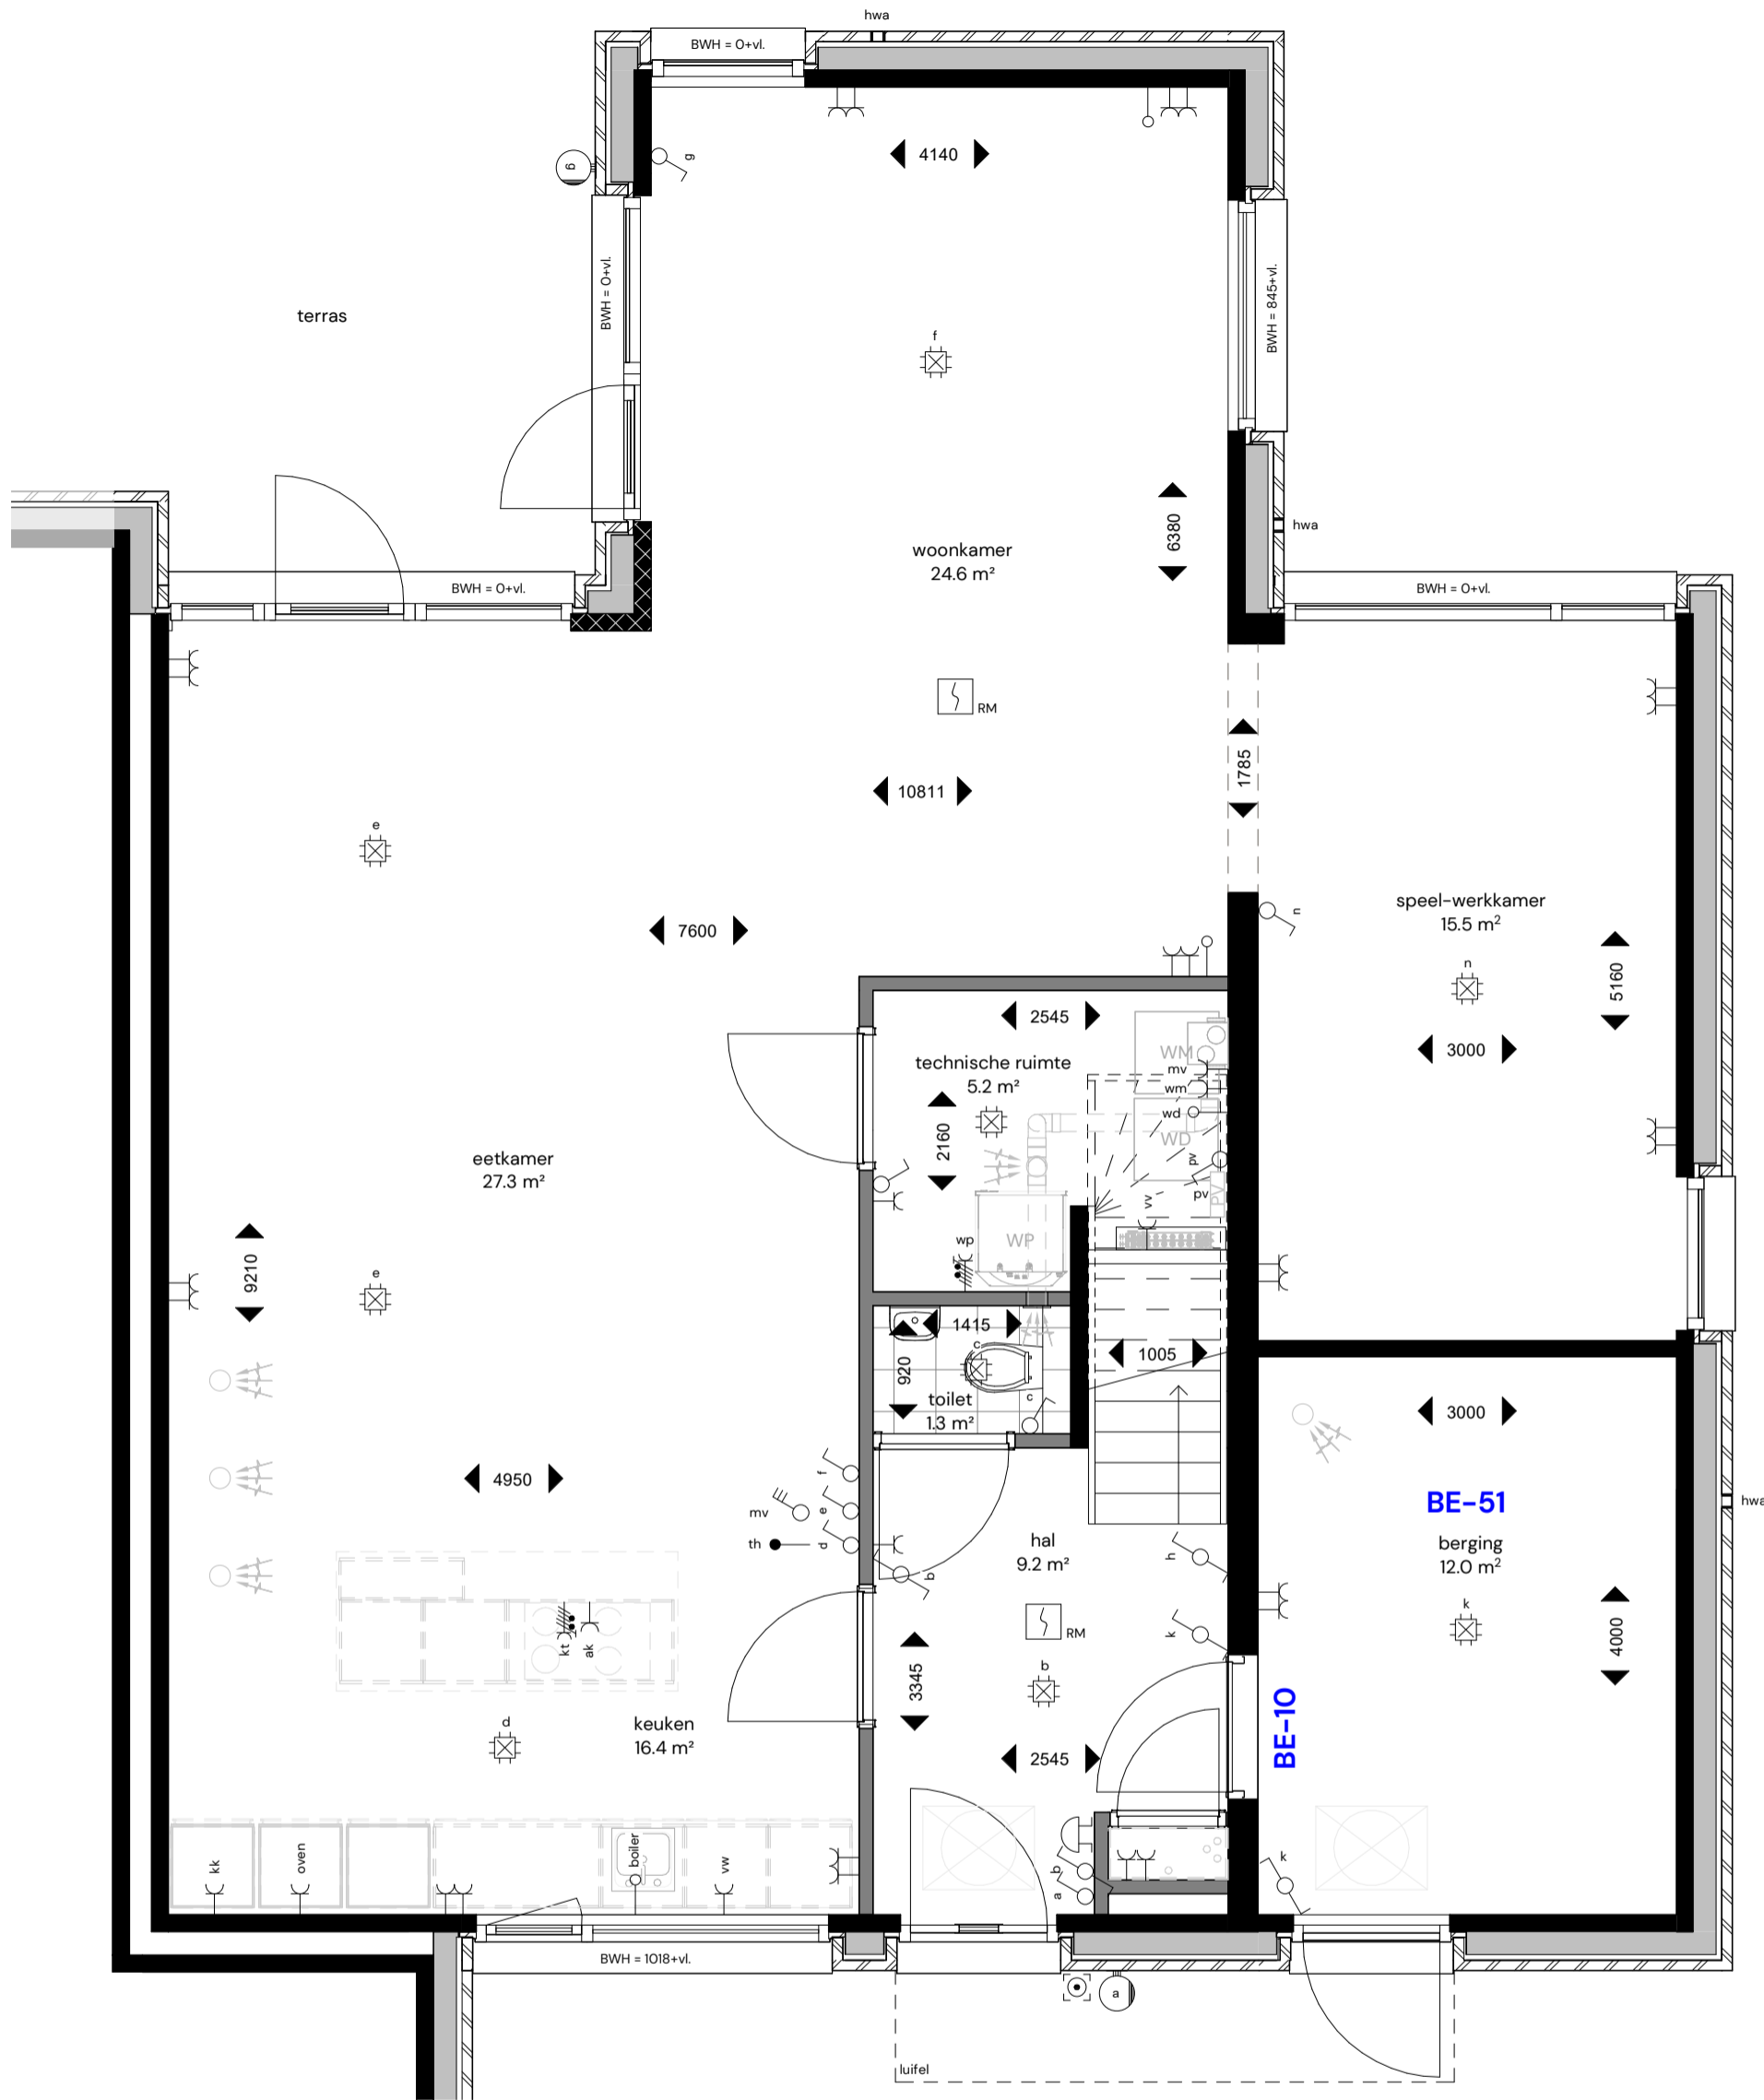 hwa
BWH = 0+vl.
4140
g
g
BWH = 0+vl.
BWH = 845+vl.
terras
f
6380
hwa
woonkamer
24.6 m²
BWH = 0+vl.
BWH = 0+vl.
RM
1785
10811
e
speel-werkkamer
15.5 m²
n
7600
n
5160
2545
3000
technische ruimte
5.2 m²
WM
mv
wm
wd
WD
2160
eetkamer
27.3 m²
pv
pv
PV
vv
wp
WP
9210
e
1415
c
920
1005
toilet
1.3 m²
c
3000
4950
f
mv
e
th
d
b
BE-51
hwa
hal
9.2 m²
h
berging
12.0 m²
k
k
RM
kt
ak
4000
3345
b
d
keuken
16.4 m²
BE-10
2545
kk
oven
boiler
vw
b
a
k
BWH = 1018+vl.
a
luifel